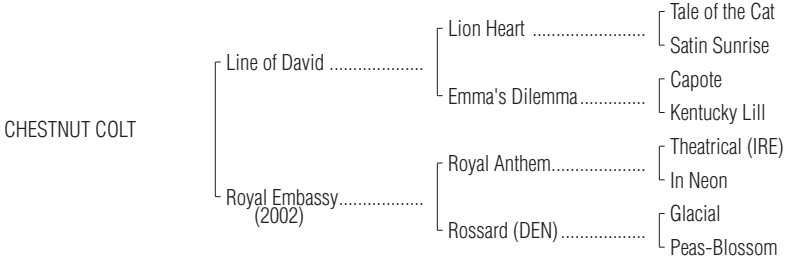 Tale of the Cat
Lion Heart .......................
Satin Sunrise
Line of David ...................
Capote
Emma's Dilemma.............
Kentucky Lill
CHESTNUT COLT
Theatrical (IRE)
Royal Anthem...................
In Neon
Royal Embassy.................
(2002)
Glacial
Rossard (DEN) .................
Peas-Blossom